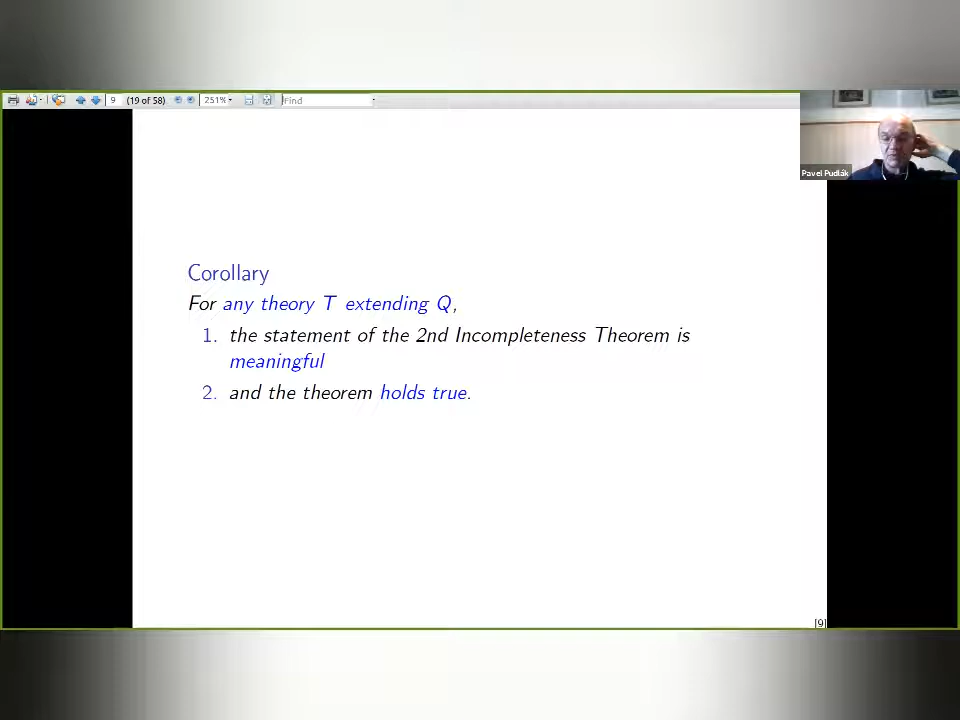 9 (19 of 58) 251% Find
Pavel Pudlák
Corollary
For any theory T extending Q,
1. the statement of the 2nd Incompleteness Theorem is
meaningful
2. and the theorem holds true.
[9]